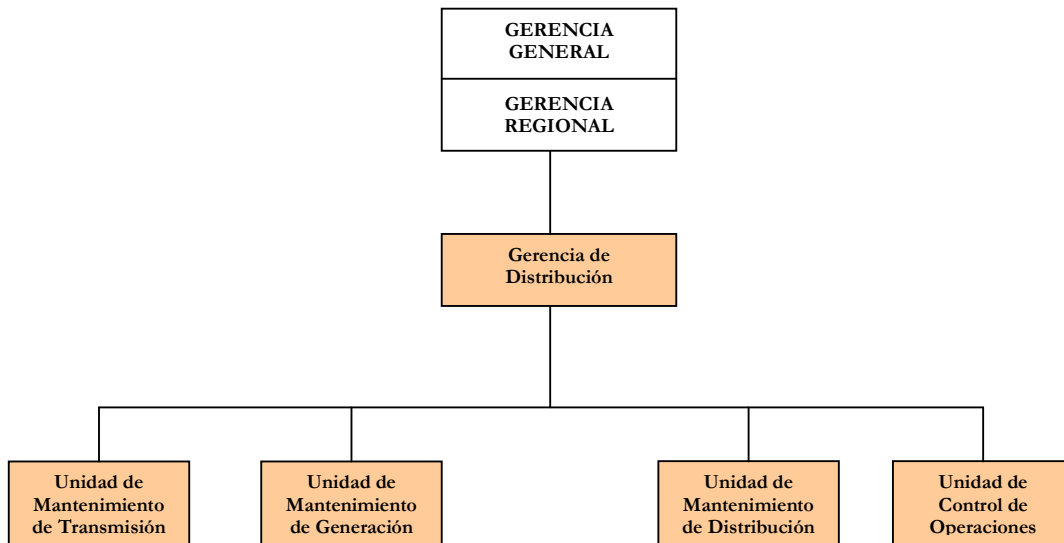 GERENCIA
GENERAL
GERENCIA
REGIONAL
Gerencia de
Distribución
Unidad de
Mantenimiento
de Transmisión
Unidad de
Mantenimiento
de Generación
Unidad de
Mantenimiento
de Distribución
Unidad de
Control de
Operaciones